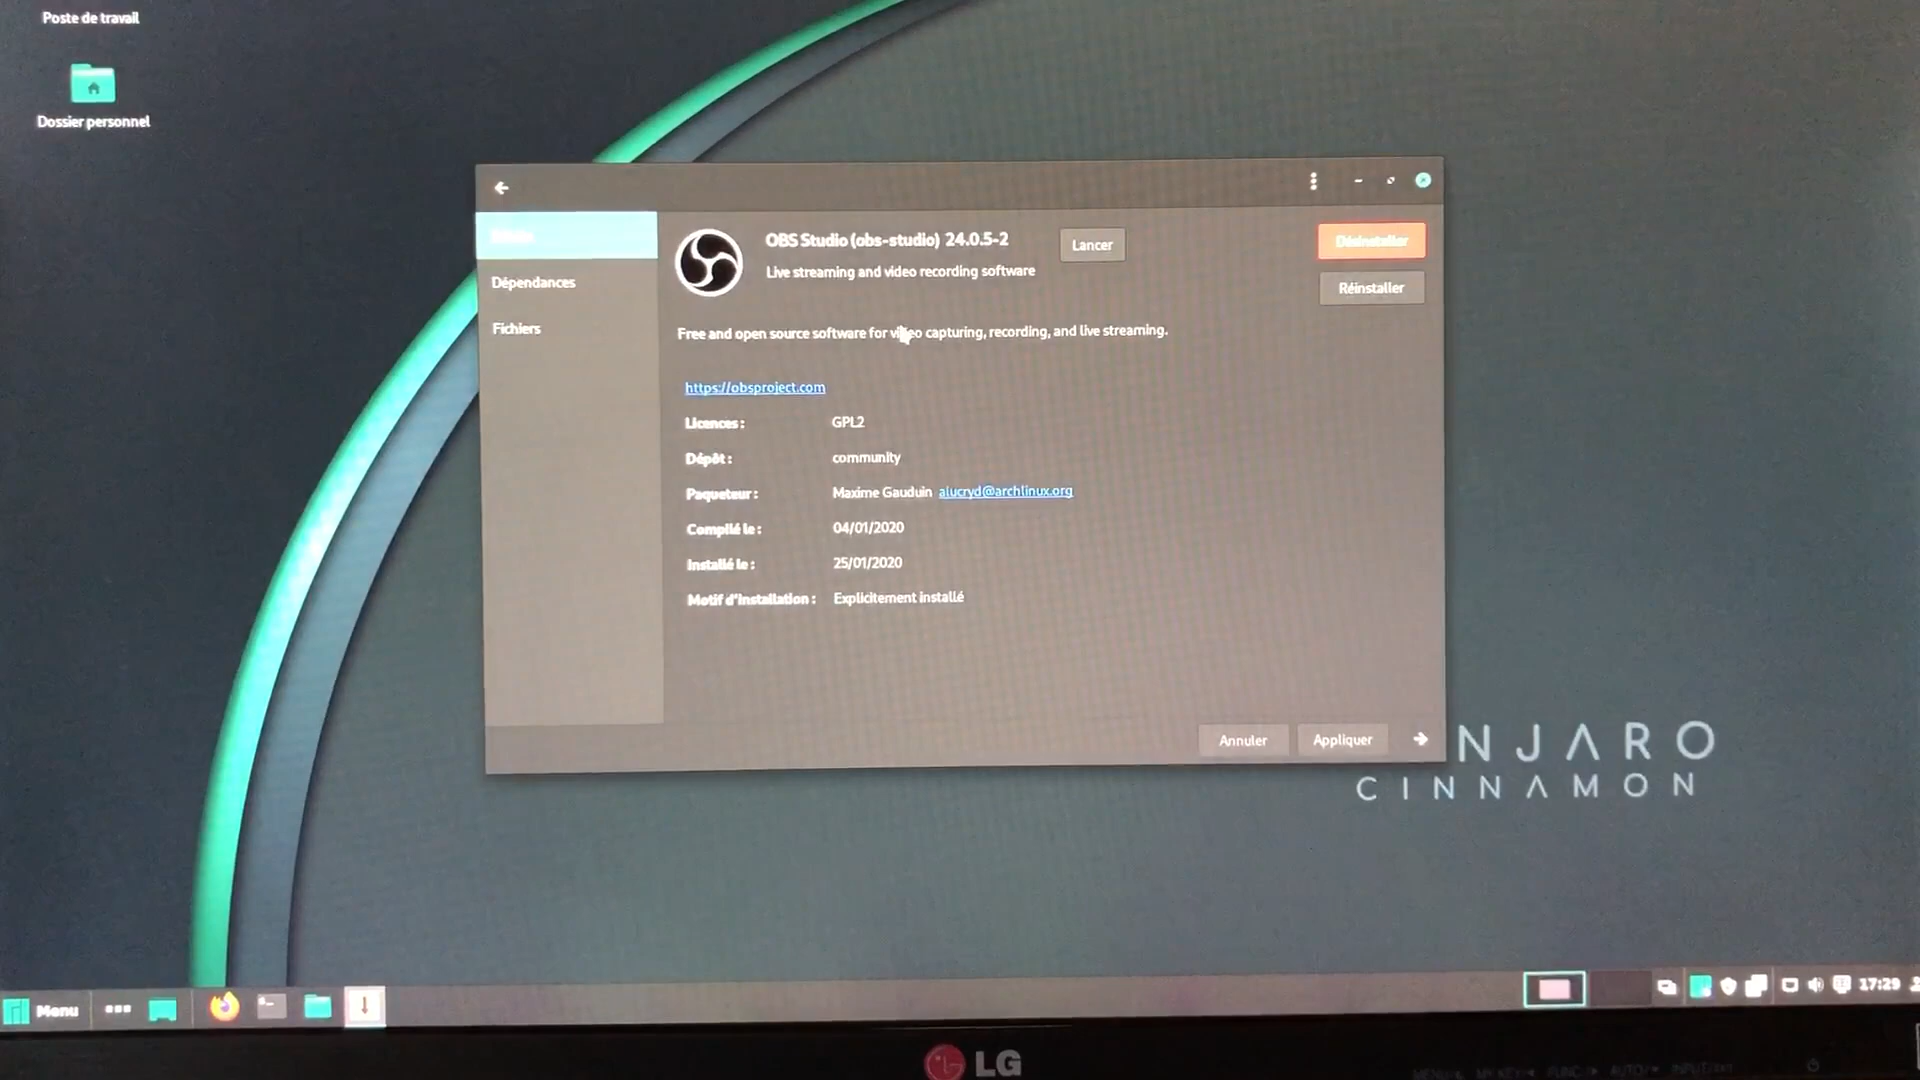 Poste de travail
Dossier personnel
OBS Studio (obs-studio) 24.0.5-2
Lancer
Désinstaller
Live streaming and video recording software
Réinstaller
Dépendances
Fichiers
Free and open source software for video capturing, recording, and live streaming.
https://obsproject.com
Licences : GPL2
Dépôt : community
Paqueteur : Maxime Gauduin alucryd@archlinux.org
Compilé le : 04/01/2020
Installé le : 25/01/2020
Motif d'installation : Explicitement installé
Annuler
Appliquer
NJARO
CINNAMON
Menu
17:29
LG